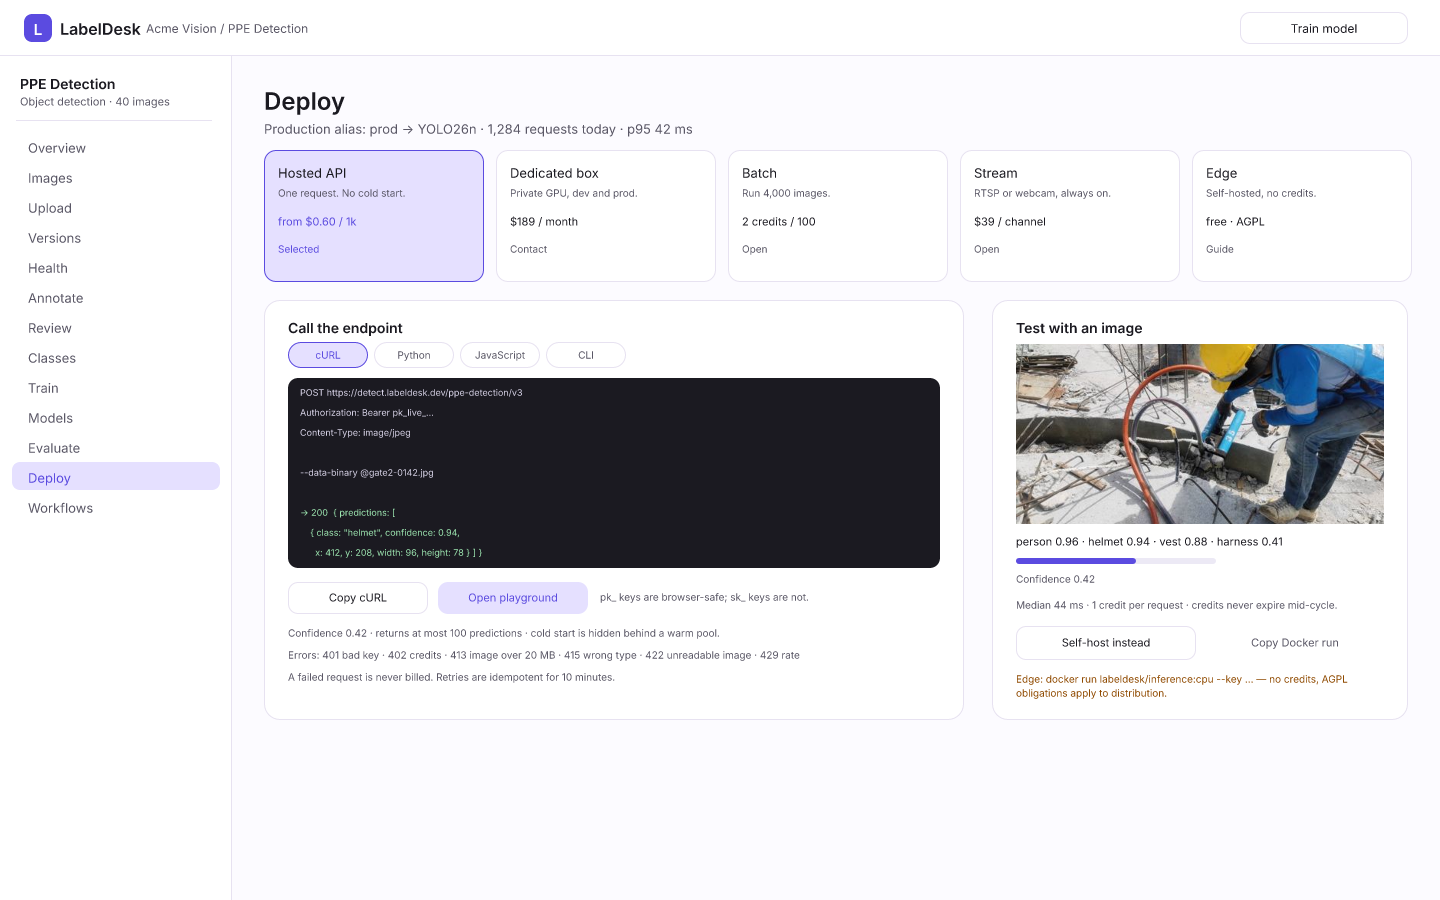 L LabelDesk Acme Vision / PPE Detection
Train model
PPE Detection
Object detection · 40 images
Overview
Images
Upload
Versions
Health
Annotate
Review
Classes
Train
Models
Evaluate
Deploy
Workflows
Deploy
Production alias: prod → YOLO26n · 1,284 requests today · p95 42 ms
Hosted API
One request. No cold start.
from $0.60 / 1k
Selected
Dedicated box
Private GPU, dev and prod.
$189 / month
Contact
Batch
Run 4,000 images.
2 credits / 100
Open
Stream
RTSP or webcam, always on.
$39 / channel
Open
Edge
Self-hosted, no credits.
free · AGPL
Guide
Call the endpoint
cURL
Python
JavaScript
CLI
POST https://detect.labeldesk.dev/ppe-detection/v3
Authorization: Bearer pk_live_...
Content-Type: image/jpeg
--data-binary @gate2-0142.jpg
→ 200 { predictions: [
{ class: "helmet", confidence: 0.94,
x: 412, y: 208, width: 96, height: 78 } ] }
Copy cURL
Open playground
pk_ keys are browser-safe; sk_ keys are not.
Confidence 0.42 · returns at most 100 predictions · cold start is hidden behind a warm pool.
Errors: 401 bad key · 402 credits · 413 image over 20 MB · 415 wrong type · 422 unreadable image · 429 rate
A failed request is never billed. Retries are idempotent for 10 minutes.
Test with an image
person 0.96 · helmet 0.94 · vest 0.88 · harness 0.41
Confidence 0.42
Median 44 ms · 1 credit per request · credits never expire mid-cycle.
Self-host instead
Copy Docker run
Edge: docker run labeldesk/inference:cpu --key ... — no credits, AGPL
obligations apply to distribution.